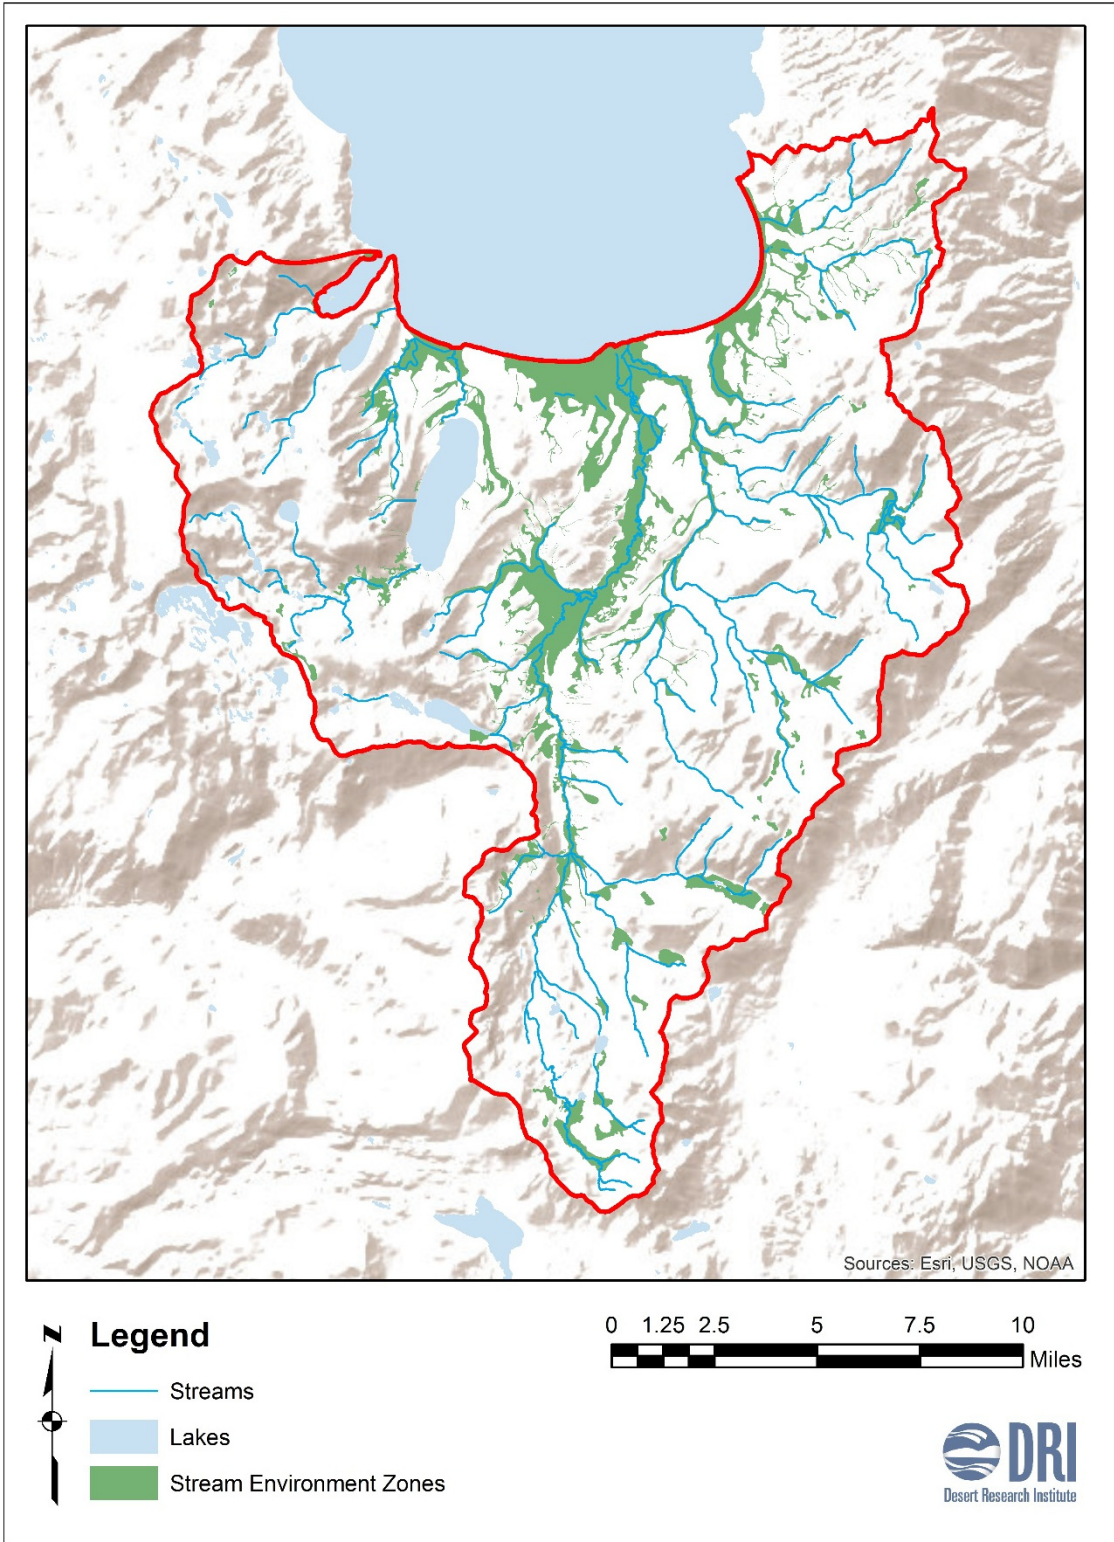 Sources: Esri, USGS, NOAA
N
Legend
Streams
Lakes
Stream Environment Zones
0 1.25 2.5 5 7.5 10
Miles
DRI
Desert Research Institute